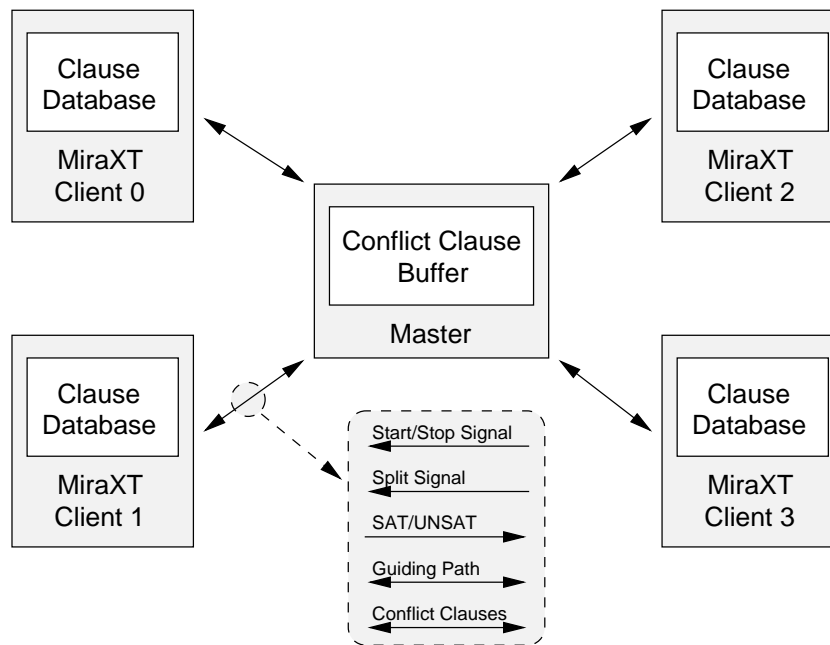 Clause
Database
MiraXT
Client 0
Clause
Database
MiraXT
Client 2
Conflict Clause
Buffer
Master
Clause
Database
MiraXT
Client 1
Clause
Database
MiraXT
Client 3
Start/Stop Signal
Split Signal
SAT/UNSAT
Guiding Path
Conflict Clauses